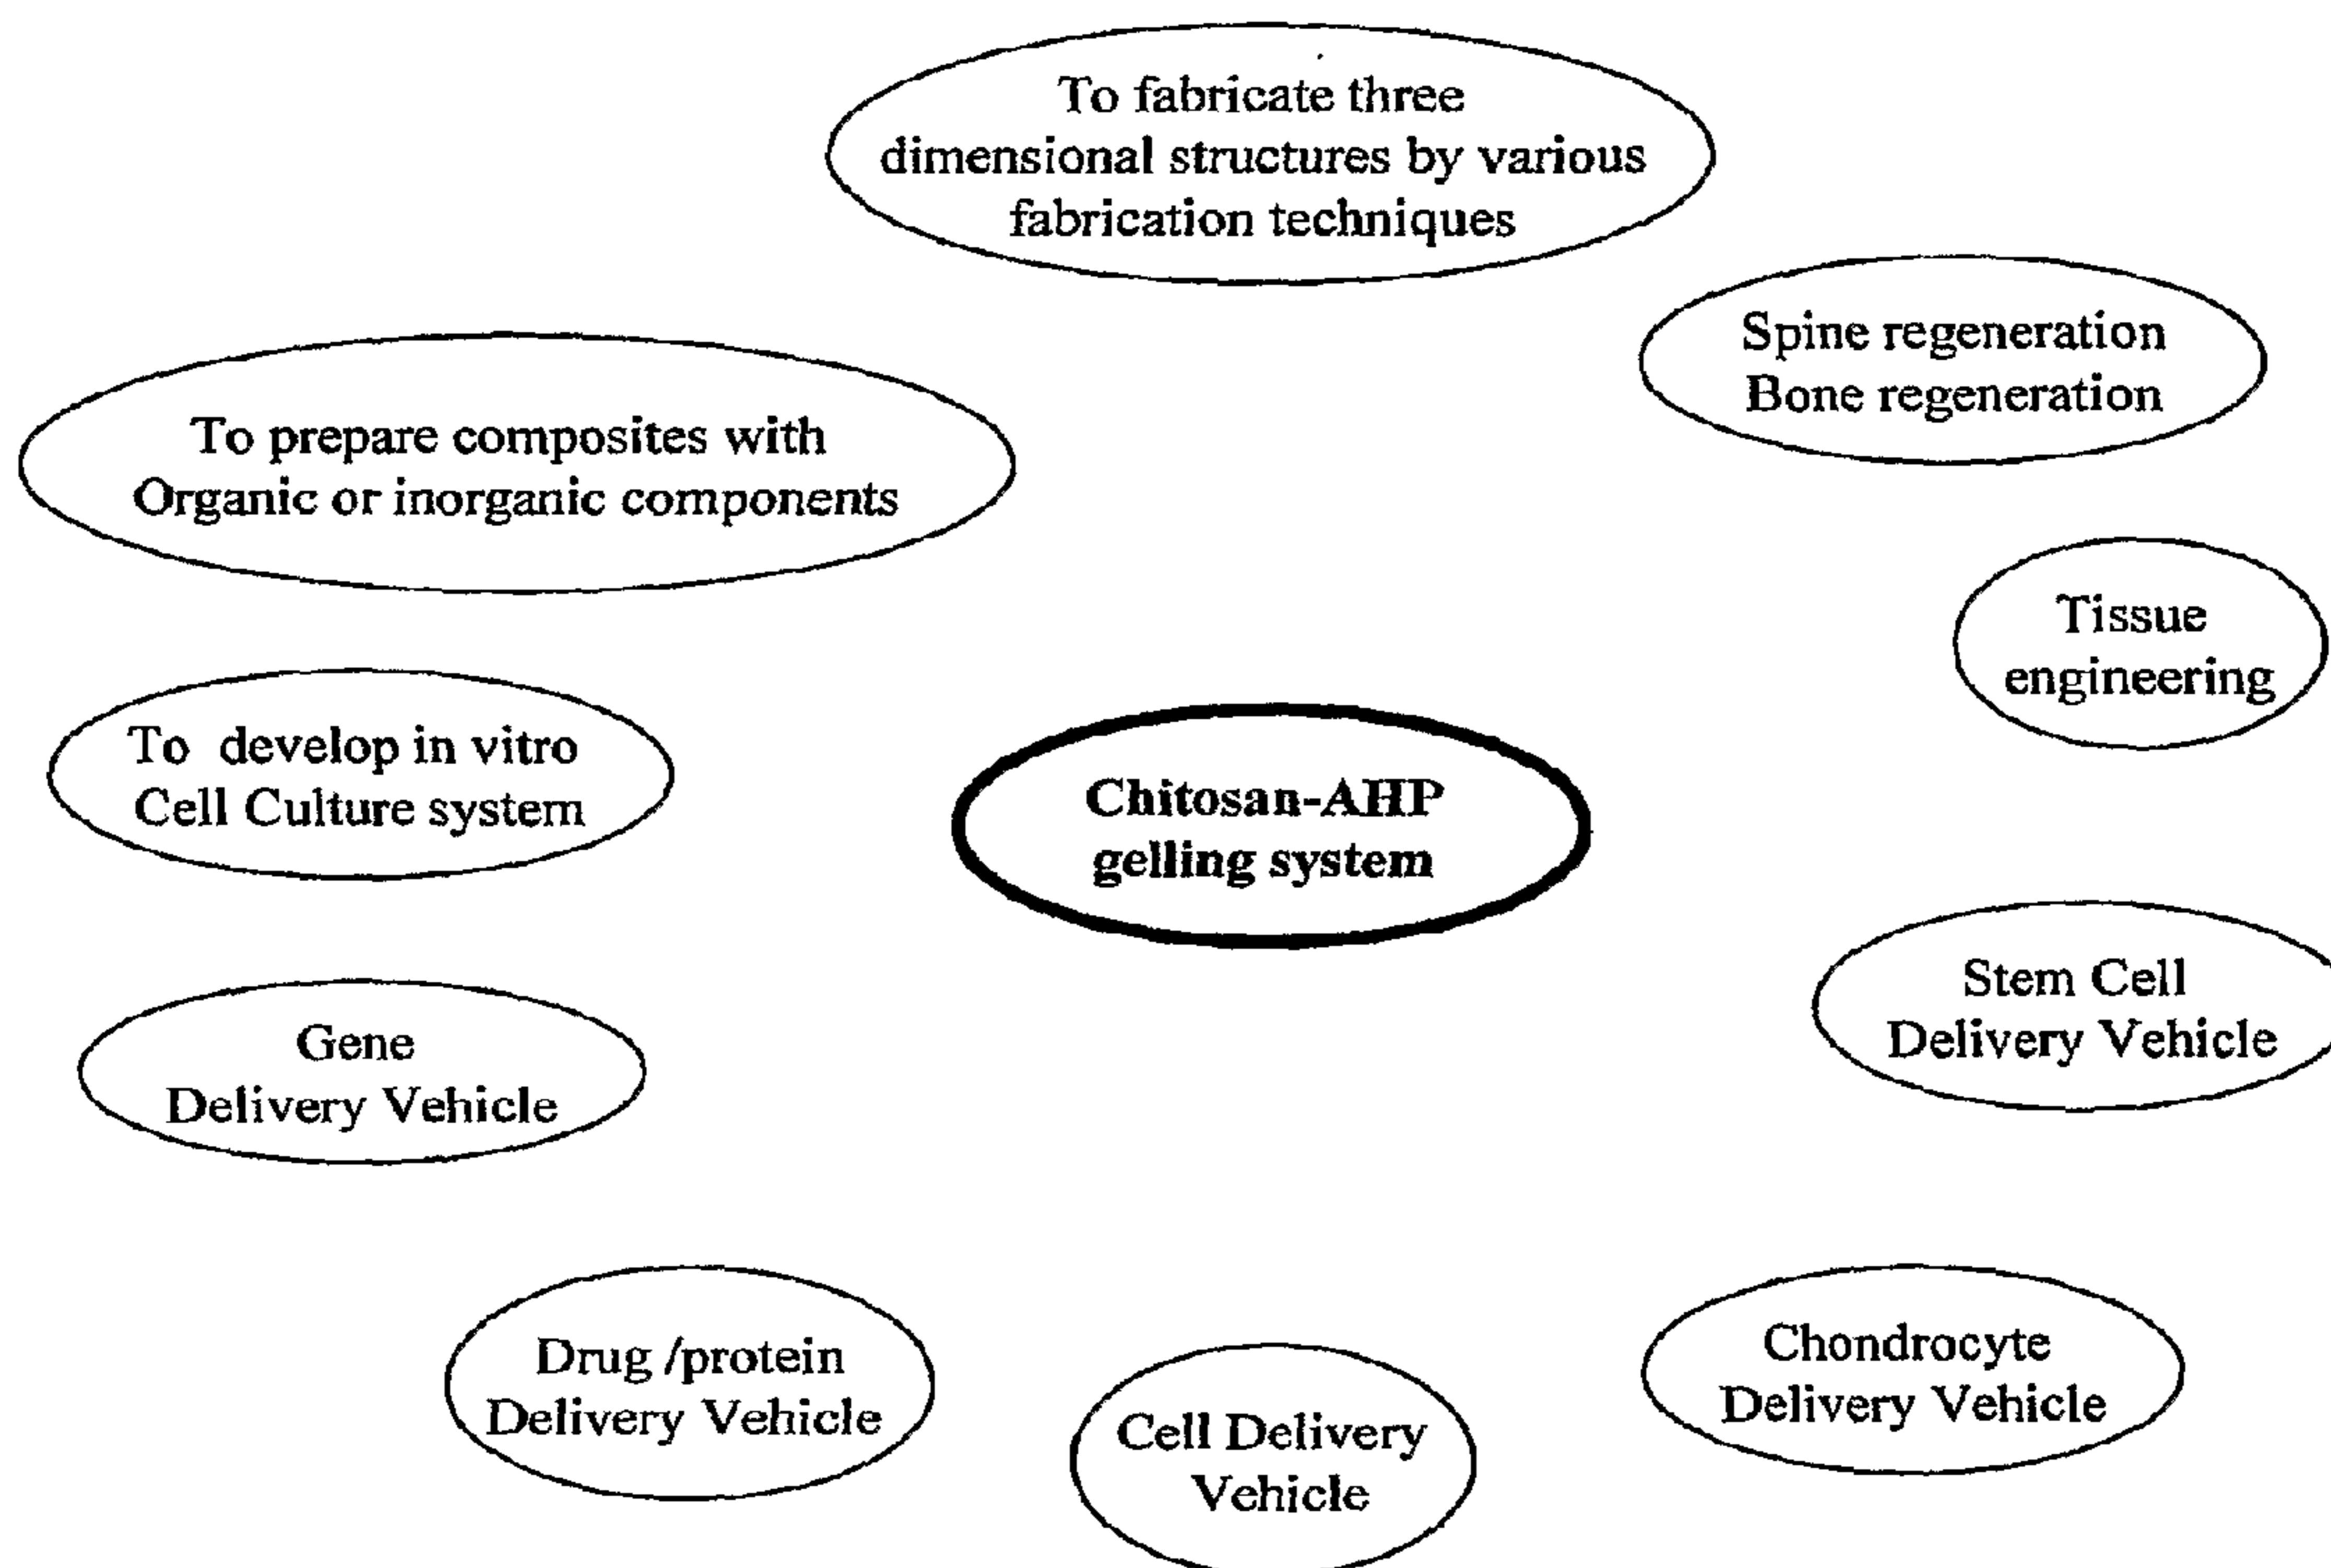 To fabricate three
dimensional structures by various
fabrication techniques
Spine regeneration
Bone regeneration
To prepare composites with
Organic or inorganic components
Tissue
engineering
To develop in vitro
Cell Culture system
Chitosan-AHP
gelling system
Stem Cell
Delivery Vehicle
Gene
Delivery Vehicle
Drug /protein
Delivery Vehicle
Cell Delivery
Vehicle
Chondrocyte
Delivery Vehicle